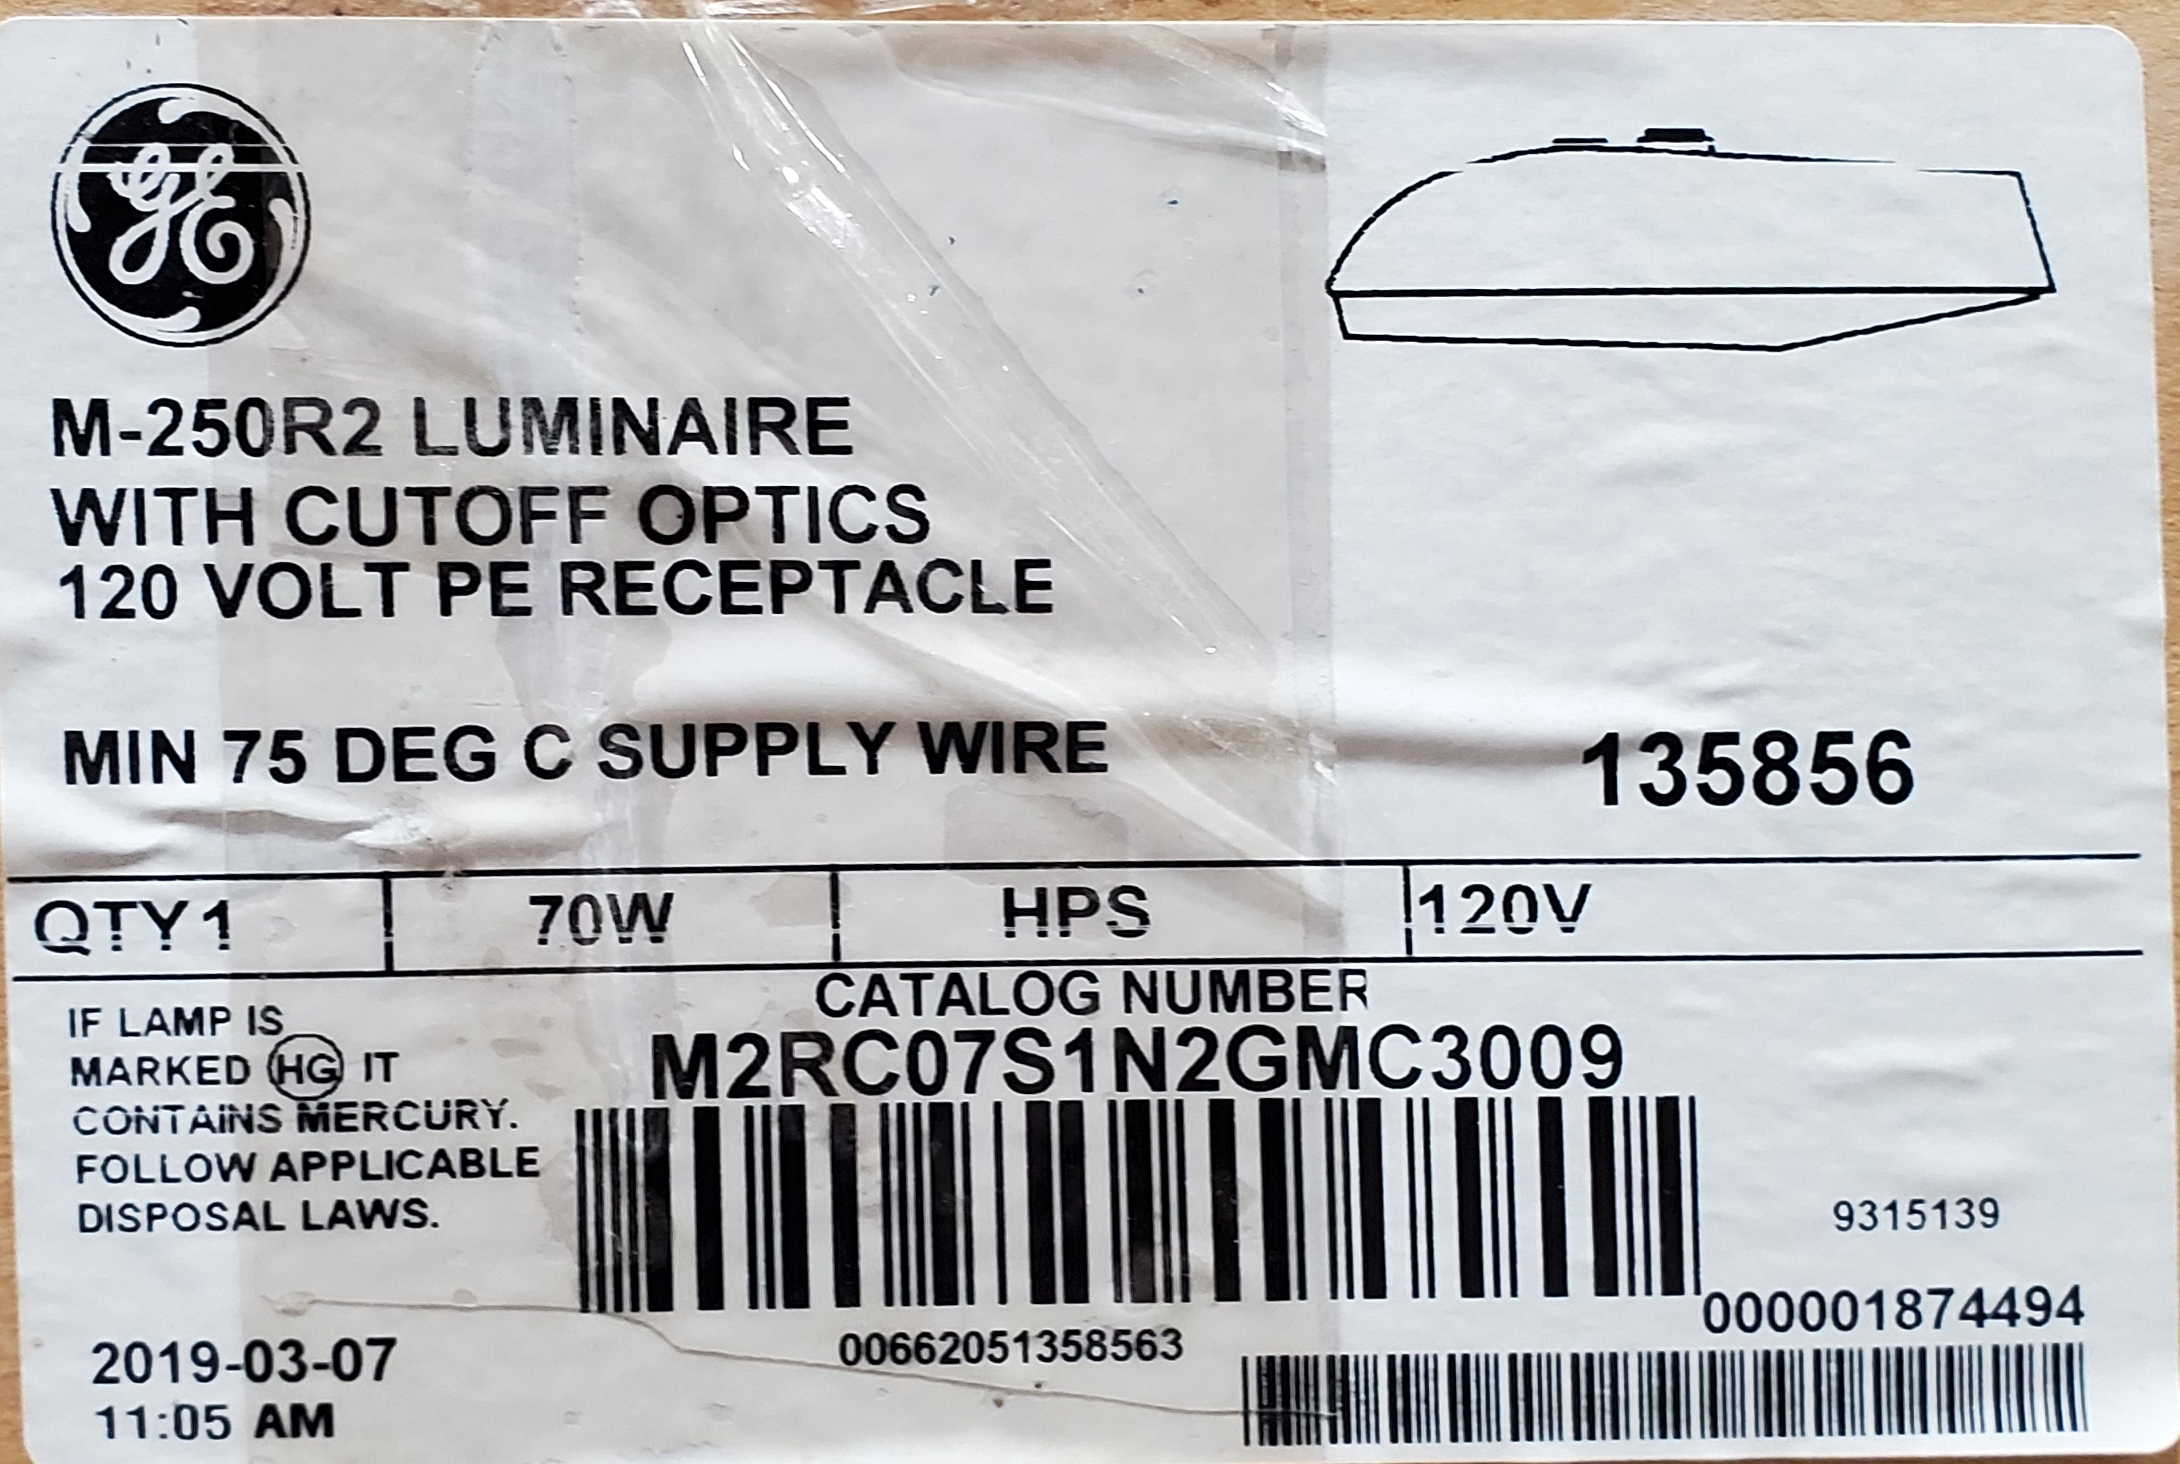 GE
M-250R2 LUMINAIRE
WITH CUTOFF OPTICS
120 VOLT PE RECEPTACLE
MIN 75 DEG C SUPPLY WIRE
135856
QTY 1 70W HPS 120V
CATALOG NUMBER
M2RC07S1N2GMC3009
IF LAMP IS
MARKED HG IT
CONTAINS MERCURY.
FOLLOW APPLICABLE
DISPOSAL LAWS.
9315139
000001874494
00662051358563
2019-03-07
11:05 AM